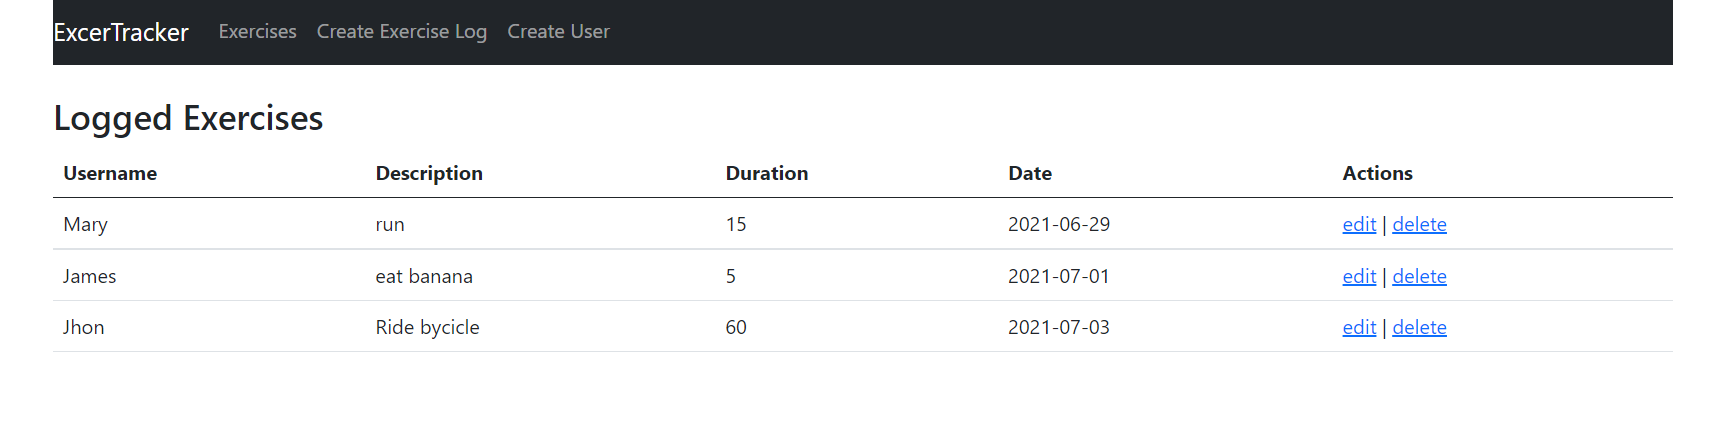 ExcerTracker Exercises Create Exercise Log Create User
Logged Exercises
Username Description Duration Date Actions
Mary run 15 2021-06-29 edit | delete
James eat banana 5 2021-07-01 edit | delete
Jhon Ride bycicle 60 2021-07-03 edit | delete